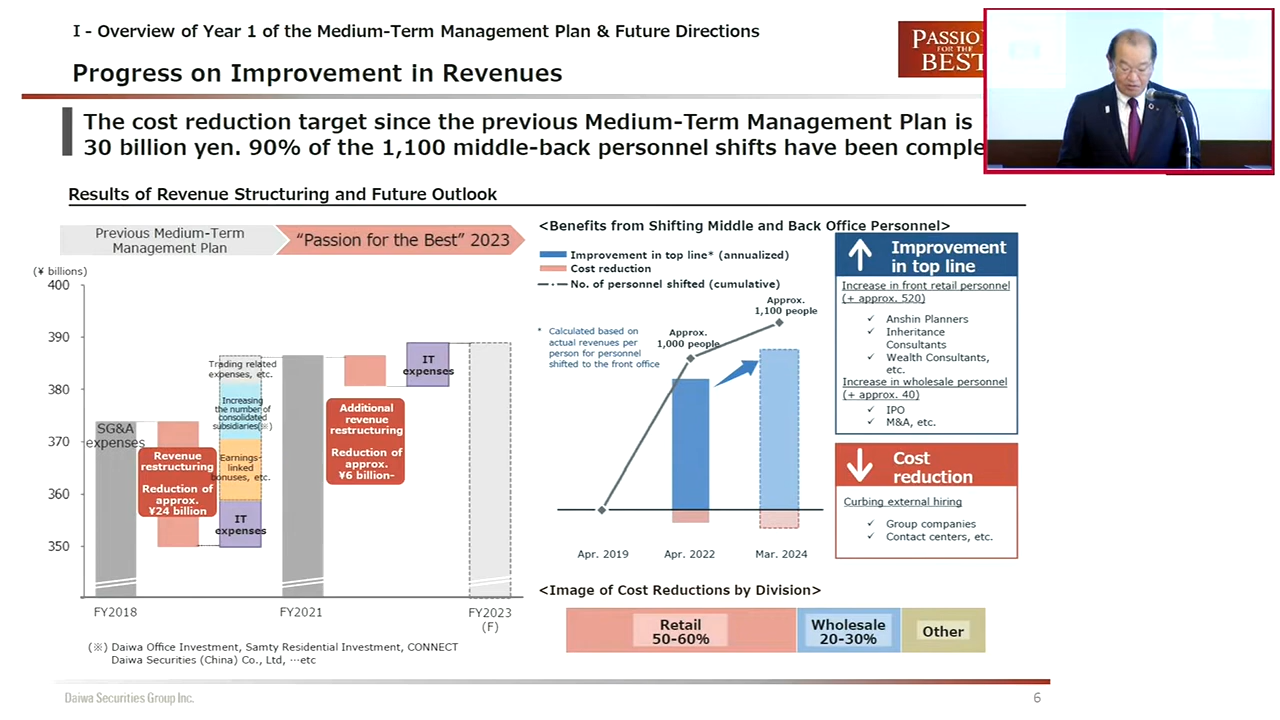 I - Overview of Year 1 of the Medium-Term Management Plan & Future Directions
Progress on Improvement in Revenues
PASSIO
FOR THE
BEST
The cost reduction target since the previous Medium-Term Management Plan is
30 billion yen. 90% of the 1,100 middle-back personnel shifts have been comple
Results of Revenue Structuring and Future Outlook
Previous Medium-Term
Management Plan
“Passion for the Best” 2023
(¥ billions)
400
390
380
370
360
350
SG&A
expenses
Revenue
restructuring
Reduction of
approx.
¥24 billion
Trading related
expenses, etc.
Increasing
the number of
consolidated
subsidiaries(※)
Earnings-
linked
bonuses, etc.
IT
expenses
Additional
revenue
restructuring
Reduction of
approx.
¥6 billion-
IT
expenses
FY2018
FY2021
FY2023
(F)
(※) Daiwa Office Investment, Samty Residential Investment, CONNECT
Daiwa Securities (China) Co., Ltd, …etc
<Benefits from Shifting Middle and Back Office Personnel>
Improvement in top line* (annualized)
Cost reduction
No. of personnel shifted (cumulative)
* Calculated based on
actual revenues per
person for personnel
shifted to the front office
Approx.
1,000 people
Approx.
1,100 people
Apr. 2019
Apr. 2022
Mar. 2024
Improvement
in top line
Increase in front retail personnel
(+ approx. 520)
✓ Anshin Planners
✓ Inheritance
Consultants
✓ Wealth Consultants,
etc.
Increase in wholesale personnel
(+ approx. 40)
✓ IPO
✓ M&A, etc.
Cost
reduction
Curbing external hiring
✓ Group companies
✓ Contact centers, etc.
<Image of Cost Reductions by Division>
Retail
50-60%
Wholesale
20-30%
Other
Daiwa Securities Group Inc.
6